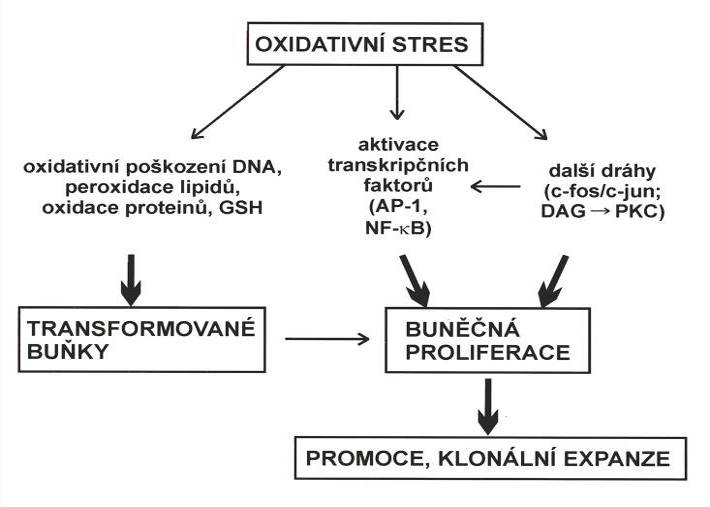 OXIDATIVNÍ STRES
oxidativní poškození DNA,
peroxidace lipidů,
oxidace proteinů, GSH
aktivace
transkripčních
faktorů
(AP-1,
NF-κB)
další dráhy
(c-fos/c-jun;
DAG → PKC)
TRANSFORMOVANÉ
BUŇKY
BUNĚČNÁ
PROLIFERACE
PROMOCE, KLONÁLNÍ EXPANZE